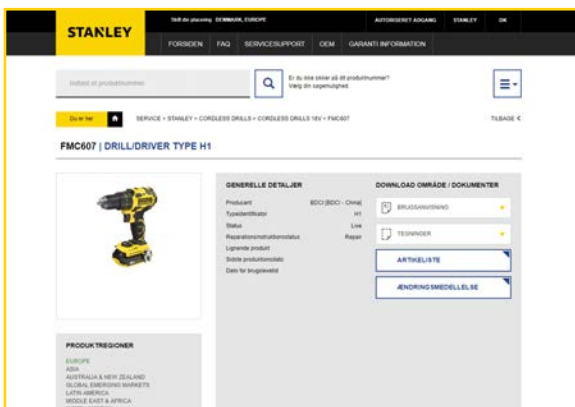 STANLEY
Skift din placering DENMARK, EUROPE
AUTORISERET ADGANG STANLEY DK
FORSIDEN FAQ SERVICESUPPORT OEM GARANTI INFORMATION
Indtast et produktnummer
Er du ikke sikker på dit produktnummer?
Vælg din søgemulighed.
Du er her SERVICE > STANLEY > CORDLESS DRILLS > CORDLESS DRILLS 18V > FMC607 TILBAGE <
FMC607 | DRILL/DRIVER TYPE H1
GENERELLE DETALJER
Producent BDCI [BDCI - China]
Typeidentifikator H1
Status Live
Reparationsinstruktionsstatus Repair
Lignende produkt
Sidste produktionsdato
Dato for brugslevetid
DOWNLOAD OMRÅDE / DOKUMENTER
BRUGSANVISNING
TEGNINGER
ARTIKELISTE
ÆNDRINGSMEDDELELSE
PRODUKTREGIONER
EUROPE
ASIA
AUSTRALIA & NEW ZEALAND
GLOBAL EMERGING MARKETS
LATIN AMERICA
MIDDLE EAST & AFRICA